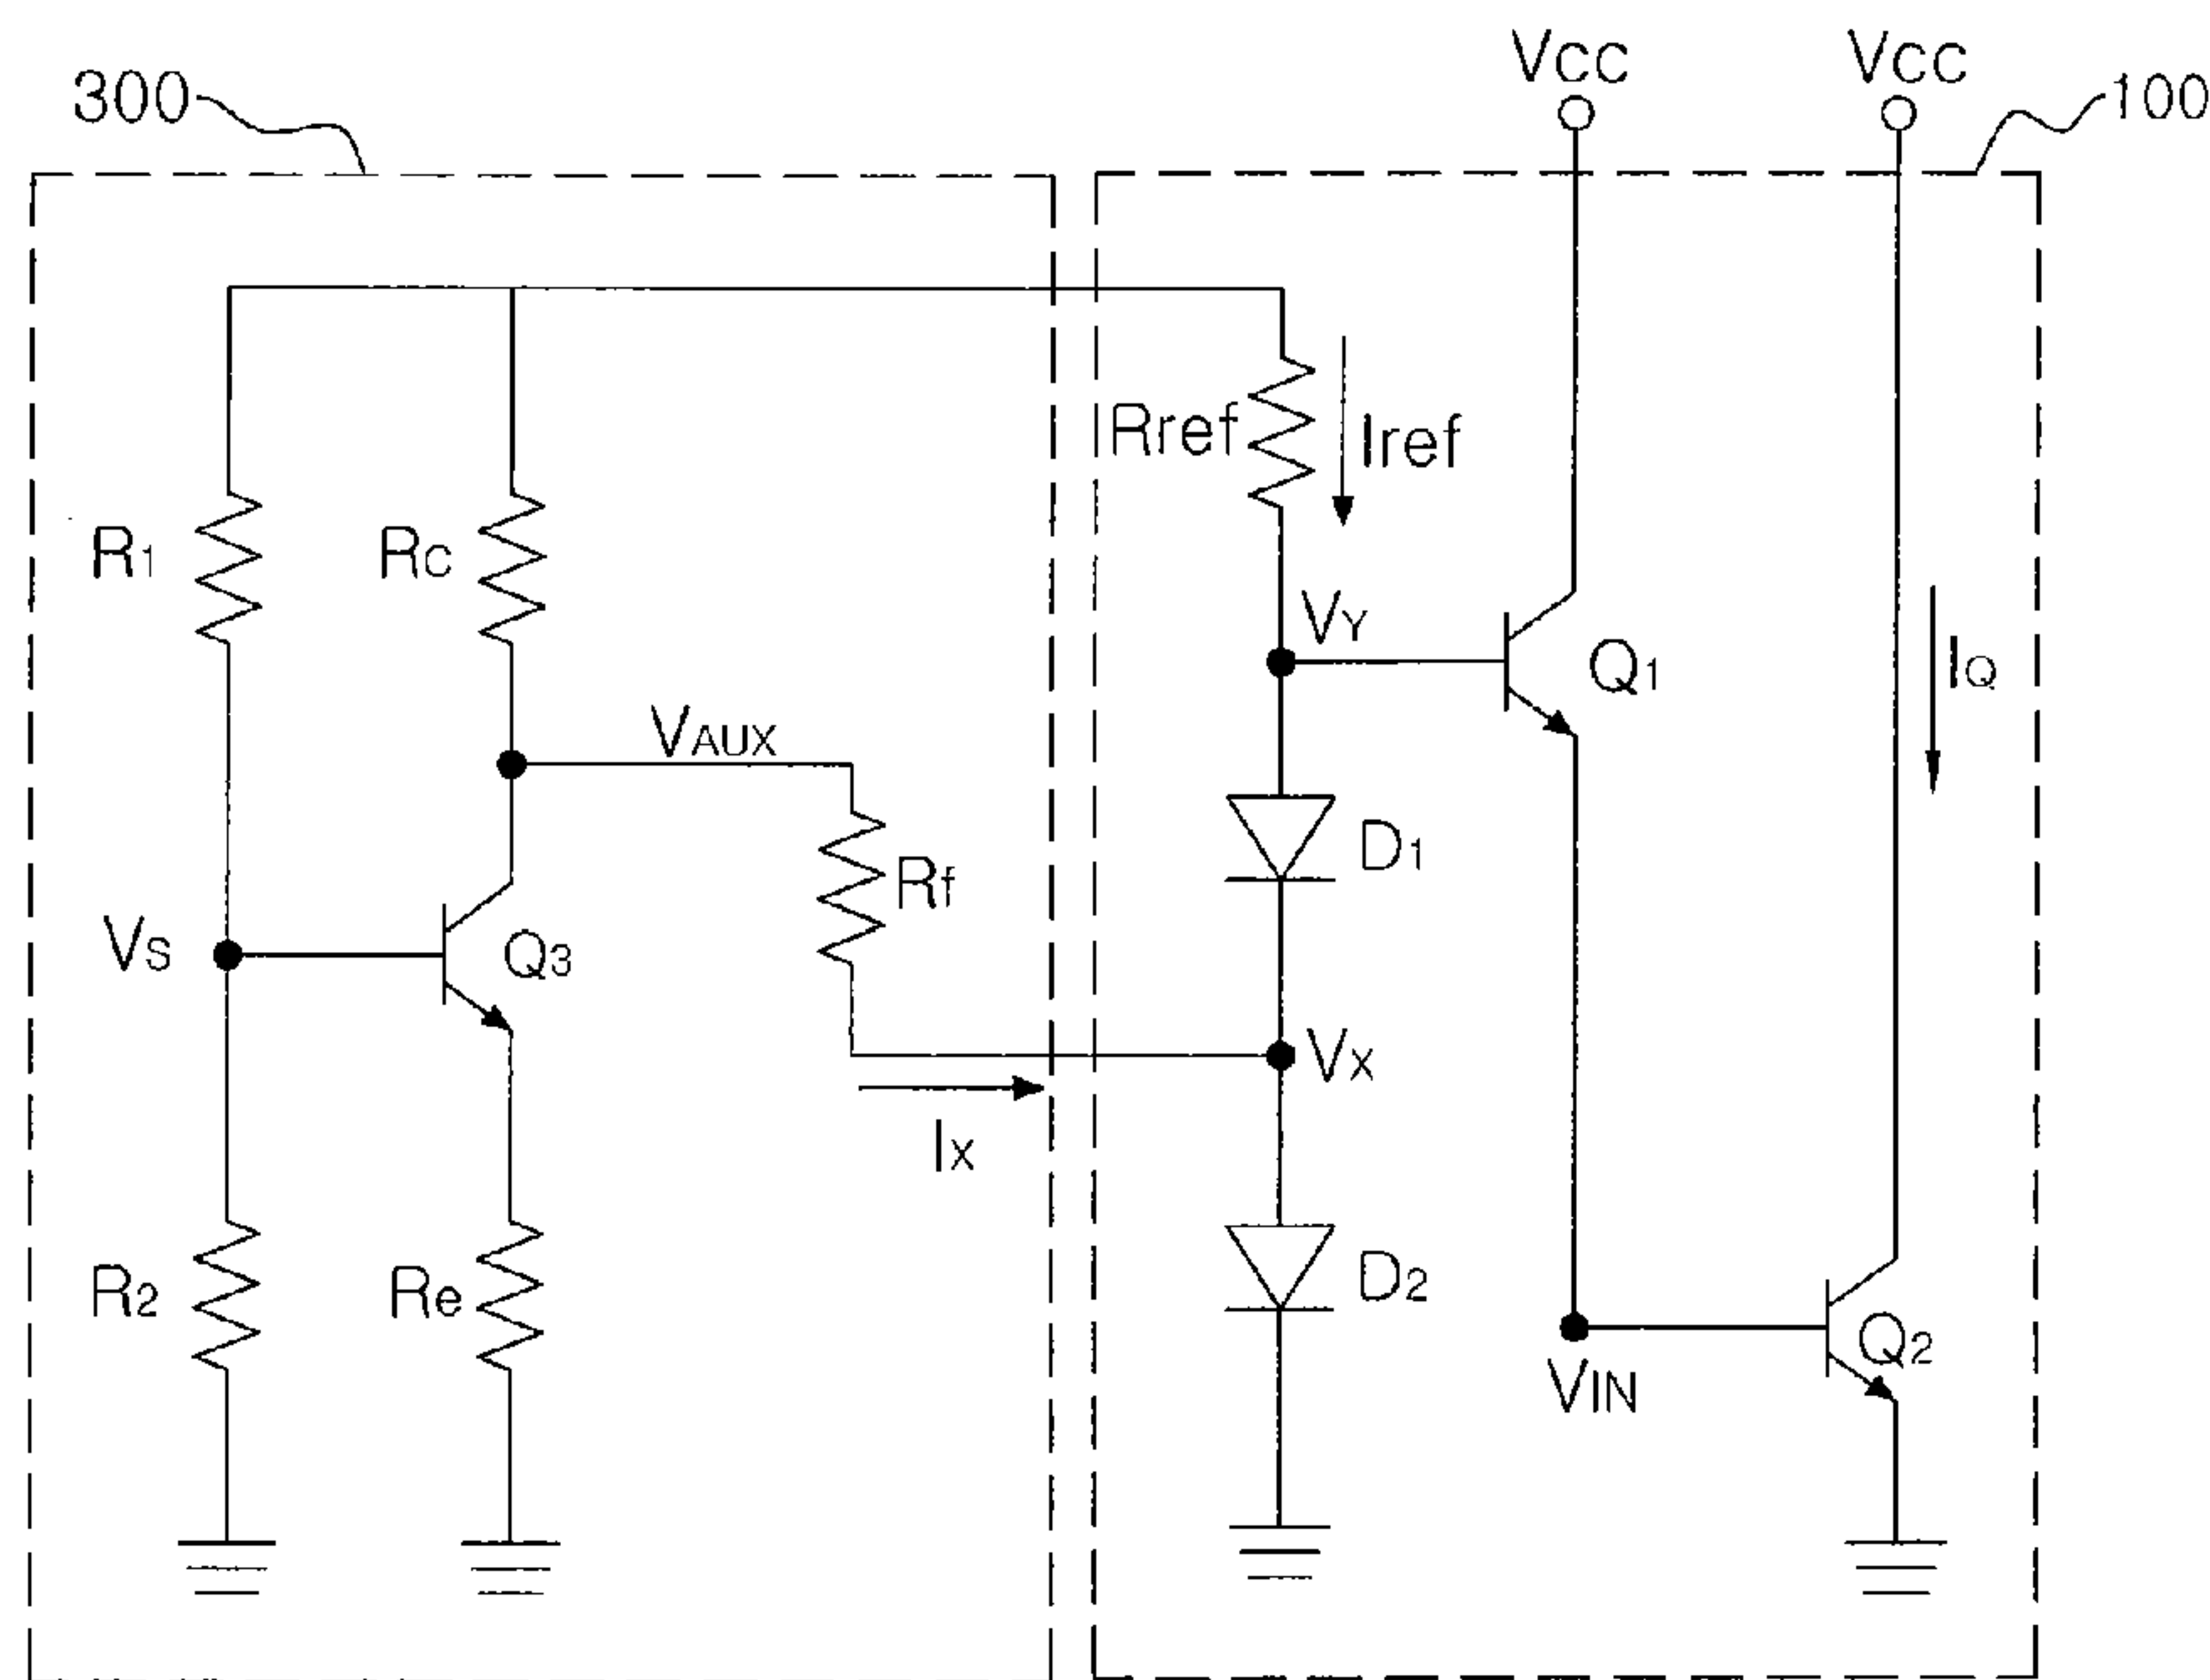 VCC VCC
300 100
Rref Iref
R1 RC
VY
Q1 IQ
VAUX
D1
Rf
VS Q3
VX
IX
R2 Re D2
Q2
VIN